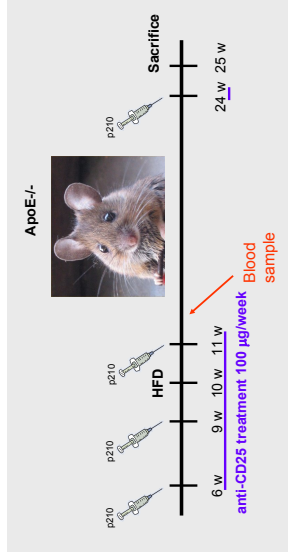 ApoE-/-
p210
p210
p210
p210
HFD
Sacrifice
6 w
9 w
10 w
11 w
24 w
25 w
anti-CD25 treatment 100 µg/week
Blood
sample